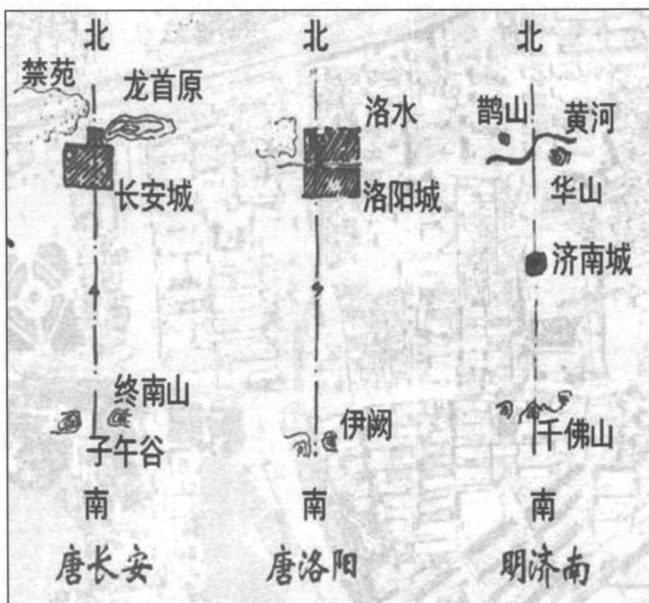 北
禁苑
龙首原
长安城
终南山
子午谷
南
唐长安
北
洛水
洛阳城
伊阙
南
唐洛阳
北
鹊山
黄河
华山
济南城
千佛山
南
明济南